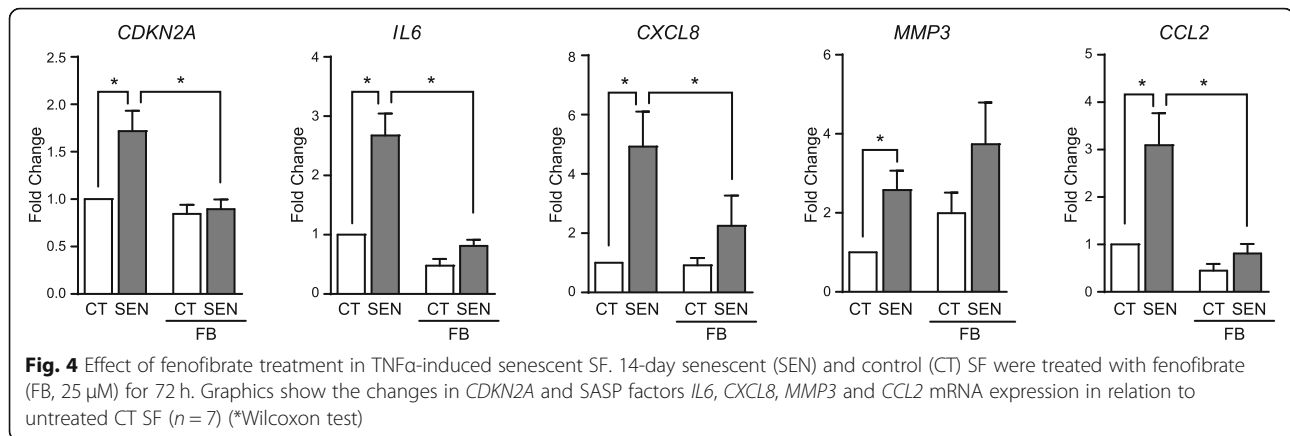 CDKN2A
IL6
CXCL8
MMP3
CCL2
Fold Change
2.5
2.0
1.5
1.0
0.5
0.0
*
*
CT SEN
CT SEN
FB
Fold Change
4
3
2
1
0
*
*
CT SEN
CT SEN
FB
Fold Change
8
6
4
2
0
*
*
CT SEN
CT SEN
FB
Fold Change
6
4
2
0
*
CT SEN
CT SEN
FB
Fold Change
5
4
3
2
1
0
*
*
CT SEN
CT SEN
FB
Fig. 4 Effect of fenofibrate treatment in TNFα-induced senescent SF. 14-day senescent (SEN) and control (CT) SF were treated with fenofibrate
(FB, 25 μM) for 72 h. Graphics show the changes in CDKN2A and SASP factors IL6, CXCL8, MMP3 and CCL2 mRNA expression in relation to
untreated CT SF (n = 7) (*Wilcoxon test)